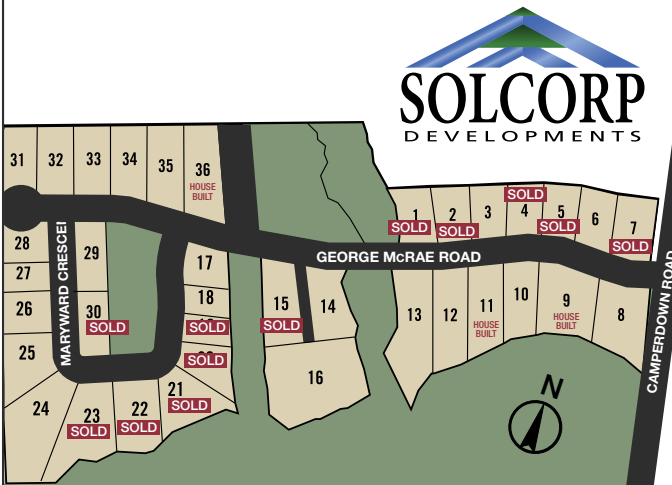 SOLCORP
DEVELOPMENTS
31
32
33
34
35
36
HOUSE
BUILT
SOLD
1
SOLD
2
SOLD
3
4
5
SOLD
6
7
SOLD
28
29
27
26
30
SOLD
25
MARYWARD CRESCEN
GEORGE McRAE ROAD
CAMPERDOWN ROAD
17
18
SOLD
SOLD
15
SOLD
14
16
13
12
11
HOUSE
BUILT
10
9
HOUSE
BUILT
8
24
23
SOLD
22
SOLD
21
SOLD
N